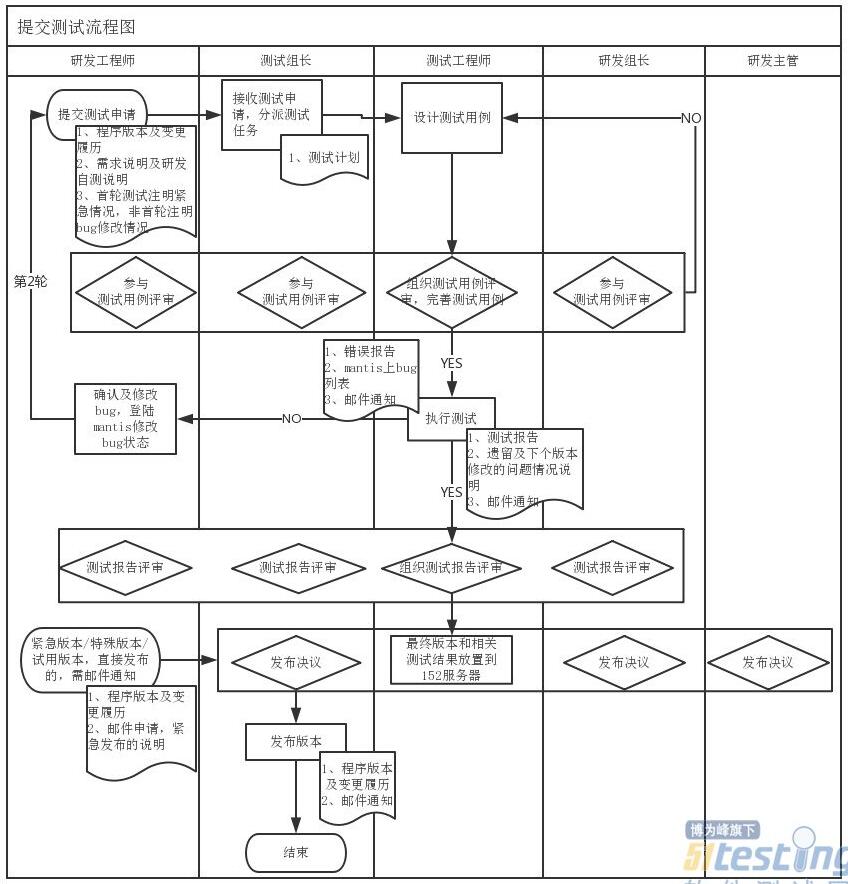 提交测试流程图
研发工程师
测试组长
测试工程师
研发组长
研发主管
提交测试申请
1、程序版本及变更
履历
2、需求说明及研发
自测说明
3、首轮测试注明紧
急情况，非首轮注明
bug修改情况
接收测试申
请，分派测试
任务
1、测试计划
设计测试用例
NO
第2轮
参与
测试用例评审
参与
测试用例评审
组织测试用例评
审，完善测试用例
参与
测试用例评审
YES
1、错误报告
2、mantis上bug
列表
3、邮件通知
确认及修改
bug，登陆
mantis修改
bug状态
NO
执行测试
1、测试报告
2、遗留及下个版本
修改的问题情况说
明
3、邮件通知
YES
测试报告评审
测试报告评审
组织测试报告评审
测试报告评审
紧急版本/特殊版本/
试用版本，直接发布
的，需邮件通知
1、程序版本及变
更履历
2、邮件申请，紧
急发布的说明
发布决议
最终版本和相关
测试结果放置到
152服务器
发布决议
发布决议
发布版本
1、程序版本
及变更履历
2、邮件通知
结束
博为峰旗下
51testing